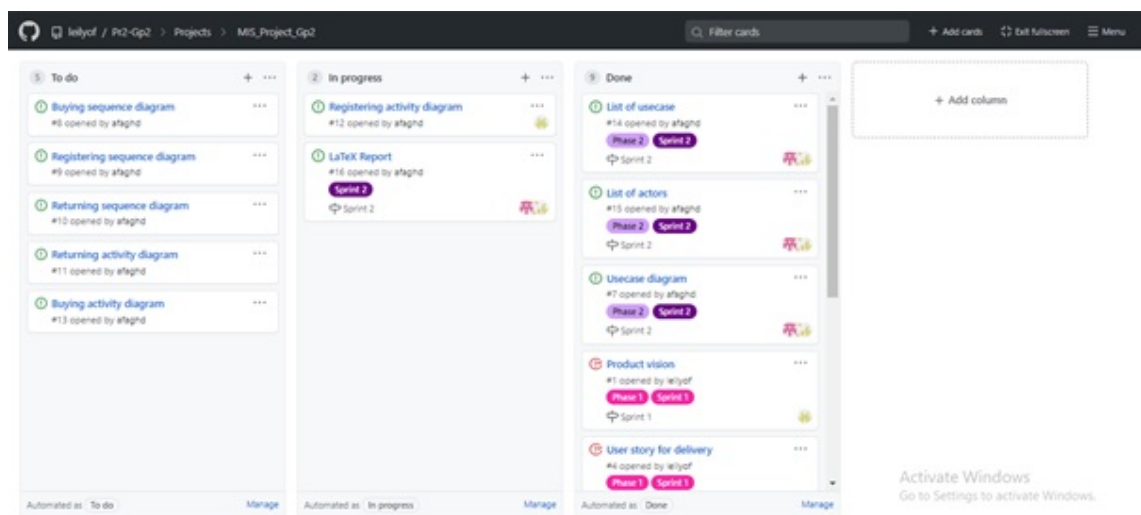 leilyof / Pr2-Gp2 > Projects > MIS_Project_Gp2
Filter cards
+ Add cards
Exit fullscreen
Menu
5 To do
Buying sequence diagram
#8 opened by afaghd
Registering sequence diagram
#9 opened by afaghd
Returning sequence diagram
#10 opened by afaghd
Returning activity diagram
#11 opened by afaghd
Buying activity diagram
#13 opened by afaghd
Automated as To do
Manage
2 In progress
Registering activity diagram
#12 opened by afaghd
LaTeX Report
#16 opened by afaghd
Sprint 2
Sprint 2
Automated as In progress
Manage
9 Done
List of usecase
#14 opened by afaghd
Phase 2 Sprint 2
Sprint 2
List of actors
#15 opened by afaghd
Phase 2 Sprint 2
Sprint 2
Usecase diagram
#7 opened by afaghd
Phase 2 Sprint 2
Sprint 2
Product vision
#1 opened by leilyof
Phase 1 Sprint 1
Sprint 1
User story for delivery
#4 opened by leilyof
Phase 1 Sprint 1
Automated as Done
Manage
+ Add column
Activate Windows
Go to Settings to activate Windows.